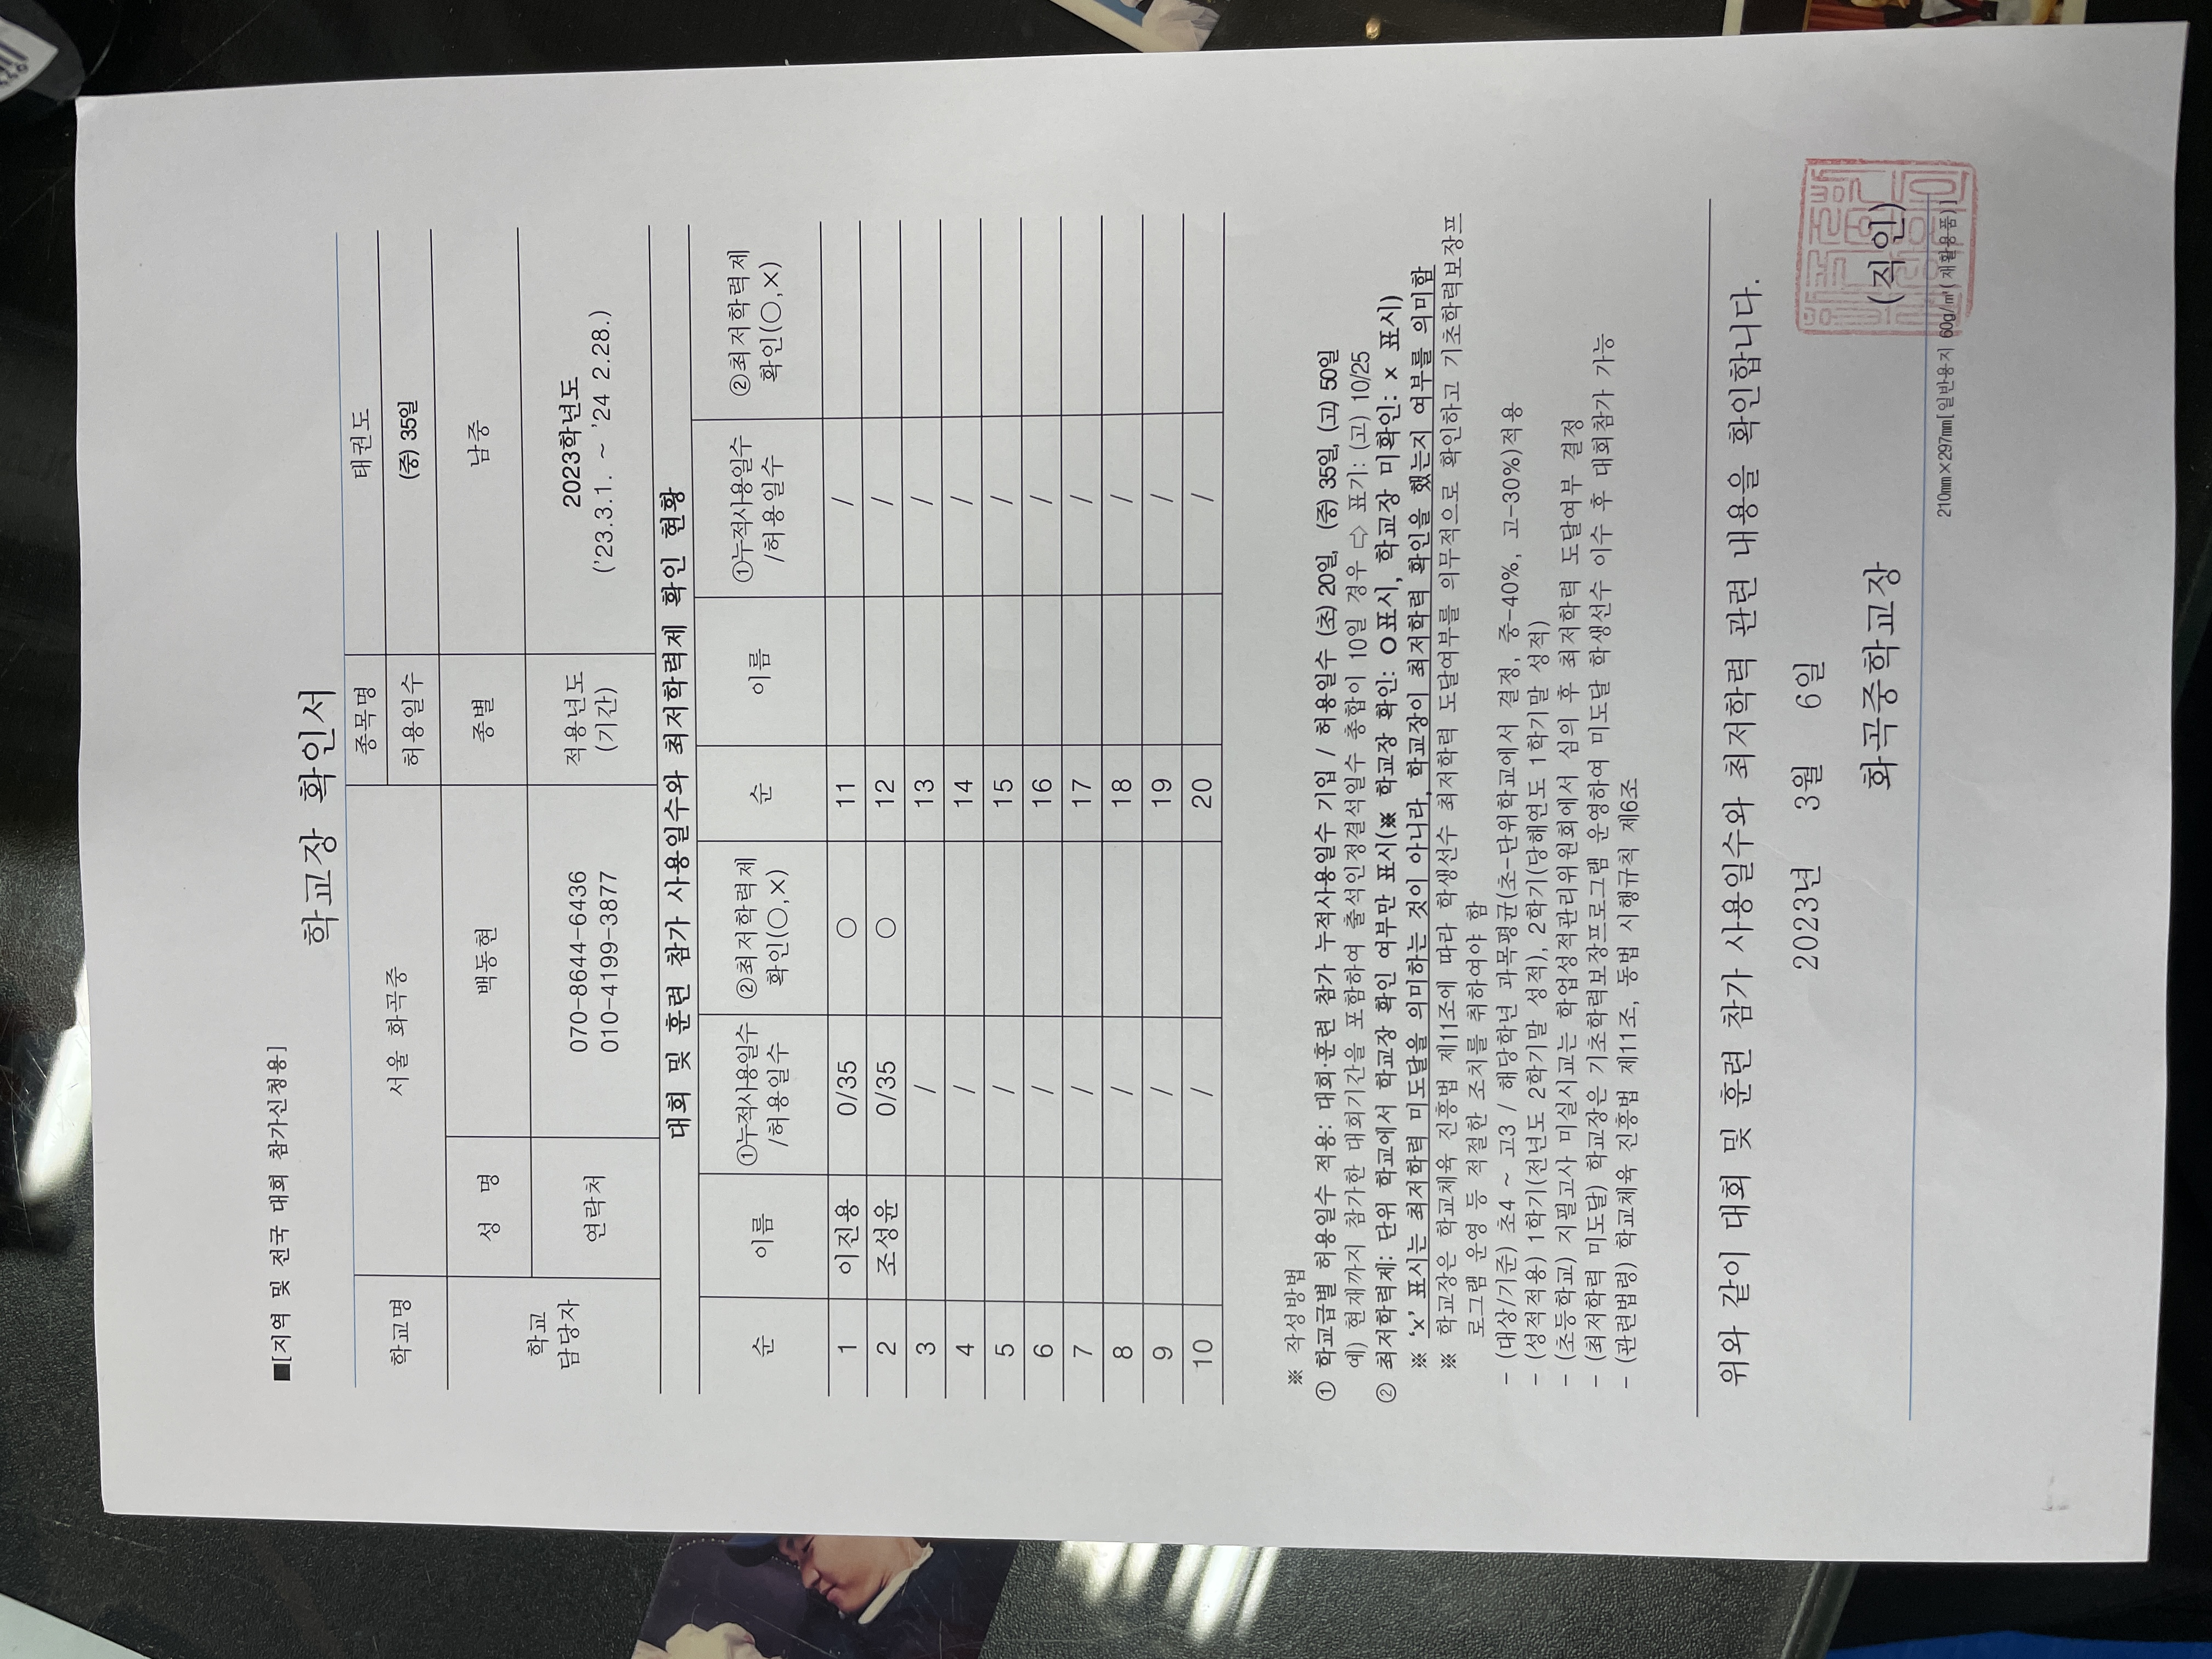 ■[지역 및 전국 대회 참가신청용]
학교장 확인서
학교명 서울 화곡중 종목명 태권도
허용일수 (중) 35일
학교 담당자 성 명 백동현 종별 남중
연락처 070-8644-6436 적용년도 2023학년도
010-4199-3877 (기간) ('23.3.1. ~ '24 2.28.)
대회 및 훈련 참가 사용일수와 최저학력제 확인 현황
순 이름 ①누적사용일수 /허용일수 ②최저학력제 확인(○,×) 순 이름 ①누적사용일수 /허용일수 ②최저학력제 확인(○,×)
1 이진용 0/35 ○ 11 /
2 조성윤 0/35 ○ 12 /
3 / 13 /
4 / 14 /
5 / 15 /
6 / 16 /
7 / 17 /
8 / 18 /
9 / 19 /
10 / 20 /
※ 작성방법
① 학교급별 허용일수 적용: 대회·훈련 참가 누적사용일수 기입 / 허용일수 (초) 20일, (중) 35일, (고) 50일
예) 현재까지 참가한 대회기간을 포함하여 출석인정결석일수 총합이 10일 경우 ⇨ 표기: (고) 10/25
② 최저학력제: 단위 학교에서 학교장 확인 여부만 표시(※ 학교장 확인: O표시, 학교장 미확인: × 표시)
※ '×' 표시는 최저학력 미도달을 의미하는 것이 아니라, 학교장이 최저학력 확인을 했는지 여부를 의미함
※ 학교장은 학교체육 진흥법 제11조에 따라 학생선수 최저학력 도달여부를 의무적으로 확인하고 기초학력보장프
로그램 운영 등 적절한 조치를 취하여야 함
- (대상/기준) 초4 ~ 고3 / 해당학년 과목평균(초-단위학교에서 결정, 중-40%, 고-30%)적용
- (성적적용) 1학기(전년도 2학기말 성적), 2학기(당해연도 1학기말 성적)
- (초등학교) 지필고사 미실시교는 학업성적관리위원회에서 심의 후 최저학력 도달여부 결정
- (최저학력 미도달) 학교장은 기초학력보장프로그램 운영하여 미도달 학생선수 이수 후 대회참가 가능
- (관련법령) 학교체육 진흥법 제11조, 동법 시행규칙 제6조
위와 같이 대회 및 훈련 참가 사용일수와 최저학력 관련 내용을 확인합니다.
2023년 3월 6일
화곡중학교장 (직인)
210㎜×297㎜[일반용지 60g/㎡(재활용품)]